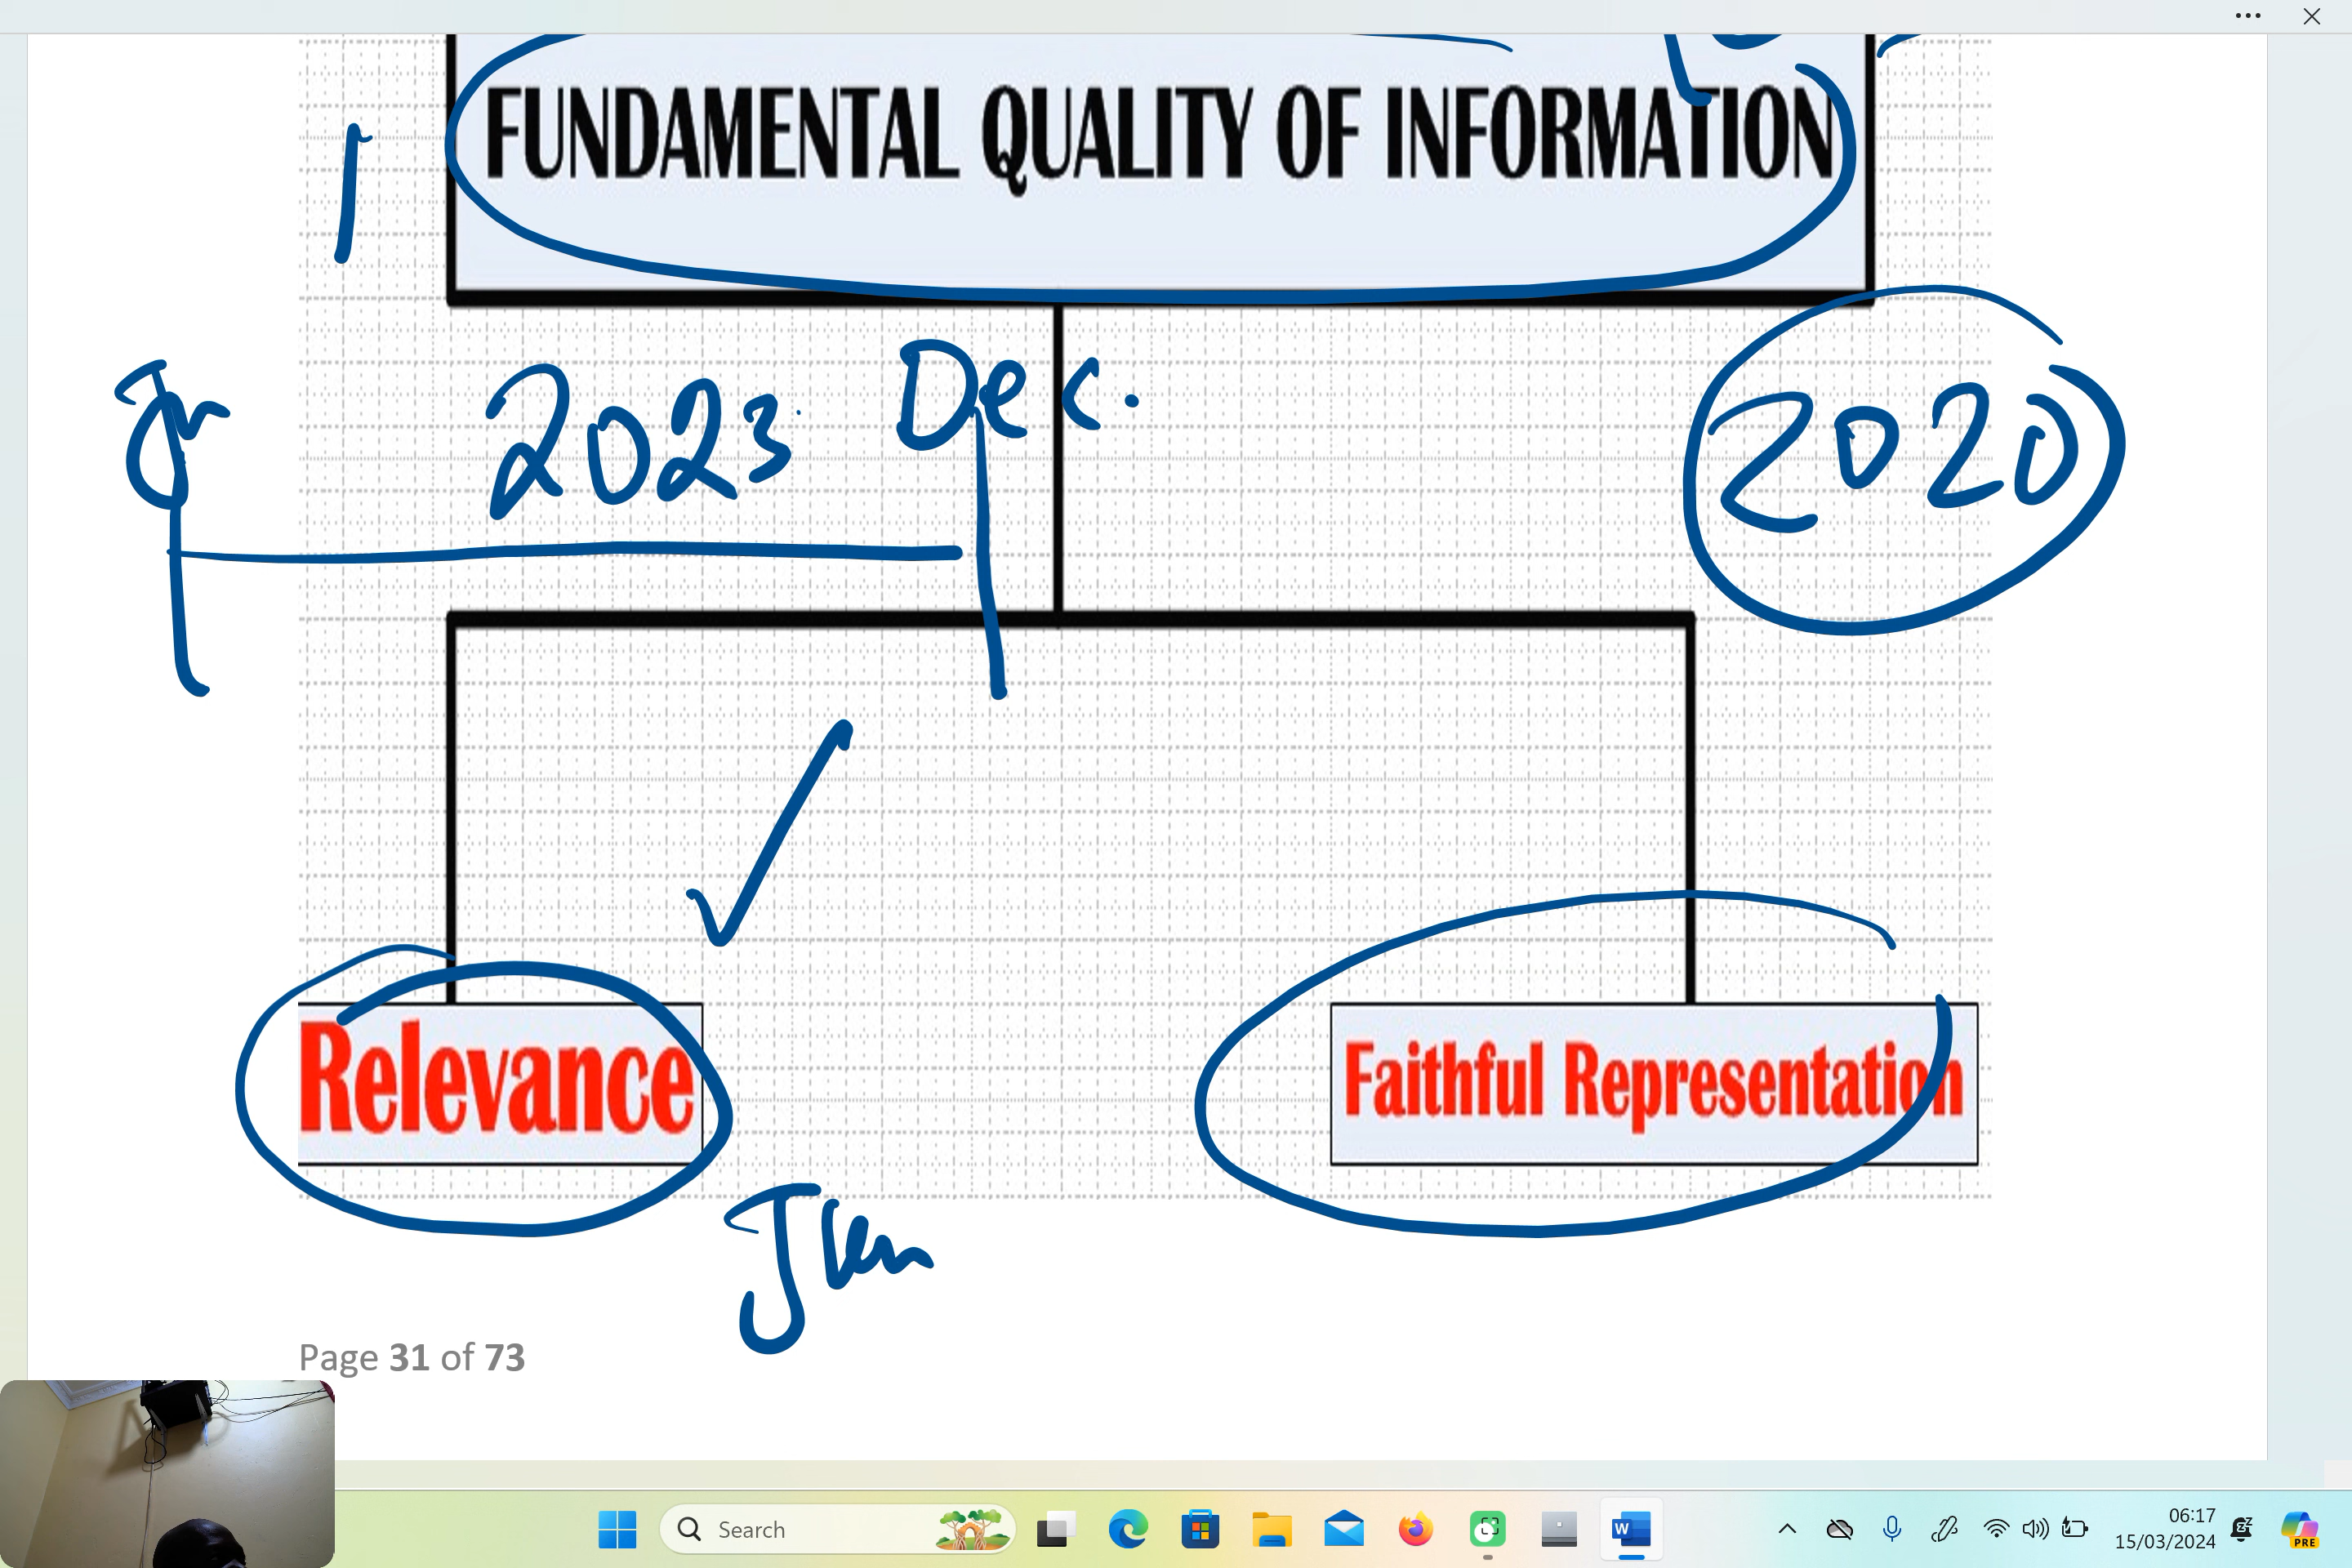 FUNDAMENTAL QUALITY OF INFORMATION
2023 Dec.
2020
Relevance
Faithful Representation
Page 31 of 73
Search
W
06:17
15/03/2024
PRE